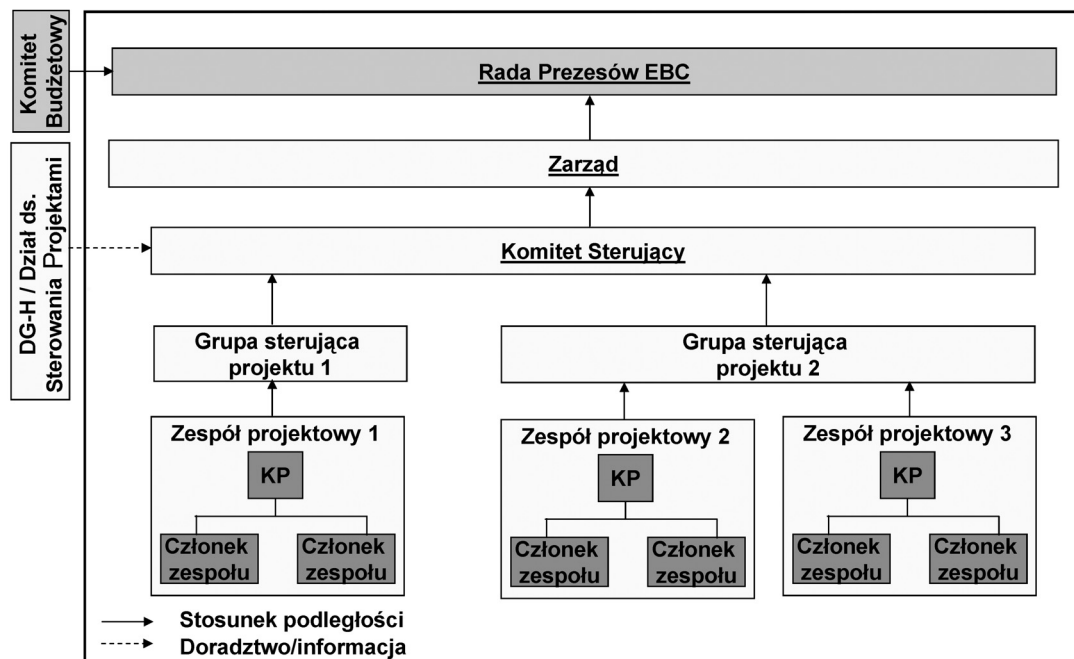 Komitet
Budżetowy
Rada Prezesów EBC
DG-H / Dział ds.
Sterowania Projektami
Zarząd
Komitet Sterujący
Grupa sterująca
projektu 1
Grupa sterująca
projektu 2
Zespół projektowy 1
KP
Członek
zespołu
Członek
zespołu
Zespół projektowy 2
KP
Członek
zespołu
Członek
zespołu
Zespół projektowy 3
KP
Członek
zespołu
Członek
zespołu
Stosunek podległości
Doradztwo/informacja